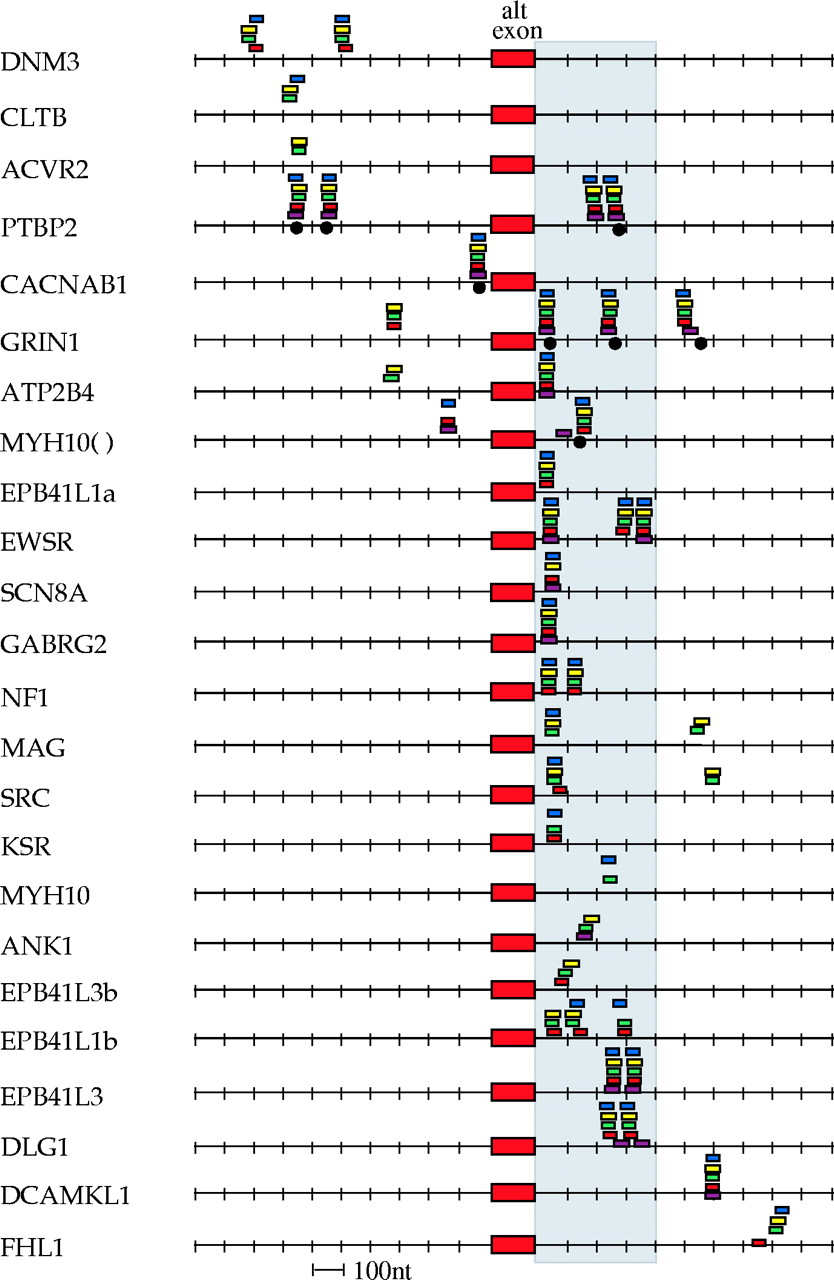 alt
exon
DNM3
CLTB
ACVR2
PTBP2
CACNAB1
GRIN1
ATP2B4
MYH10( )
EPB41L1a
EWSR
SCN8A
GABRG2
NF1
MAG
SRC
KSR
MYH10
ANK1
EPB41L3b
EPB41L1b
EPB41L3
DLG1
DCAMKL1
FHL1
100nt